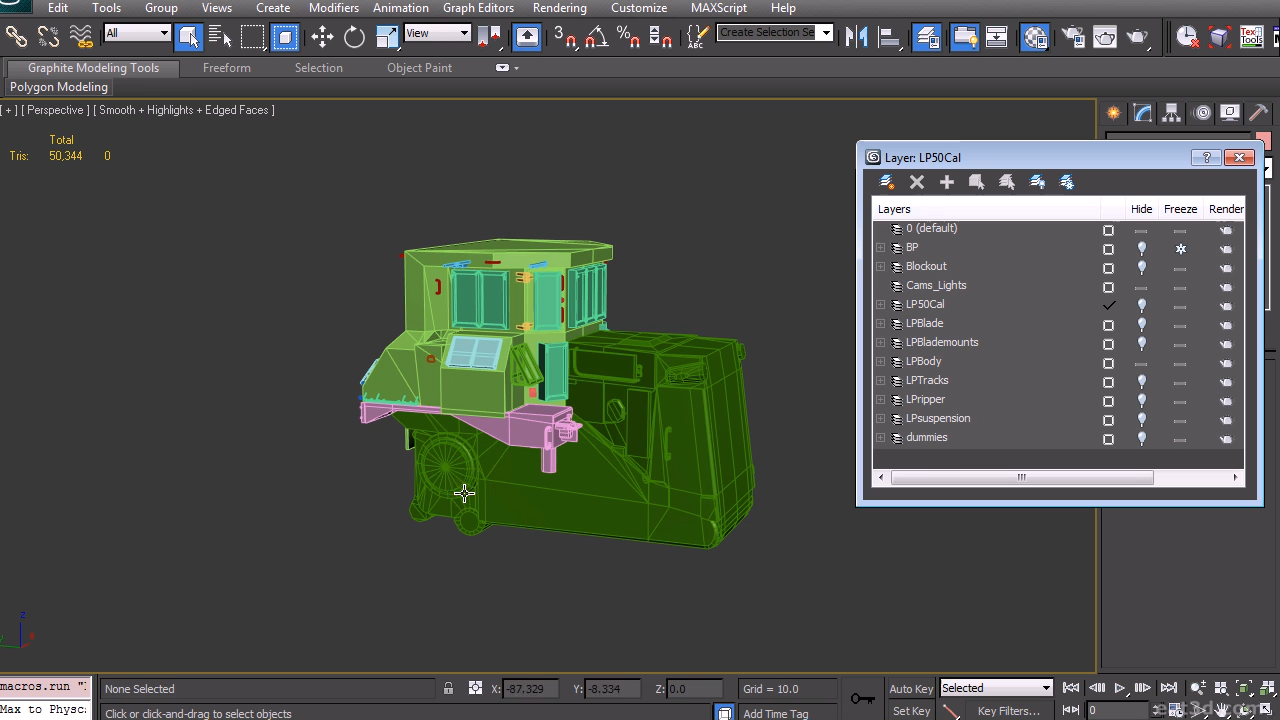 Edit Tools Group Views Create Modifiers Animation Graph Editors Rendering Customize MAXScript Help
All View 3 ABC Create Selection Se Tex Tools
Graphite Modeling Tools Freeform Selection Object Paint
Polygon Modeling
[ + ] [ Perspective ] [ Smooth + Highlights + Edged Faces ]
Total
Tris: 50,344 0
Layer: LP50Cal
Layers Hide Freeze Render
0 (default)
BP
Blockout
Cams_Lights
LP50Cal
LPBlade
LPBlademounts
LPBody
LPTracks
LPripper
LPsuspension
dummies
z
x
y
macros.run "
None Selected X: -87.329 Y: -8.334 Z: 0.0 Grid = 10.0 Auto Key Selected
Max to Physc Click or click-and-drag to select objects Add Time Tag Set Key Key Filters... 0